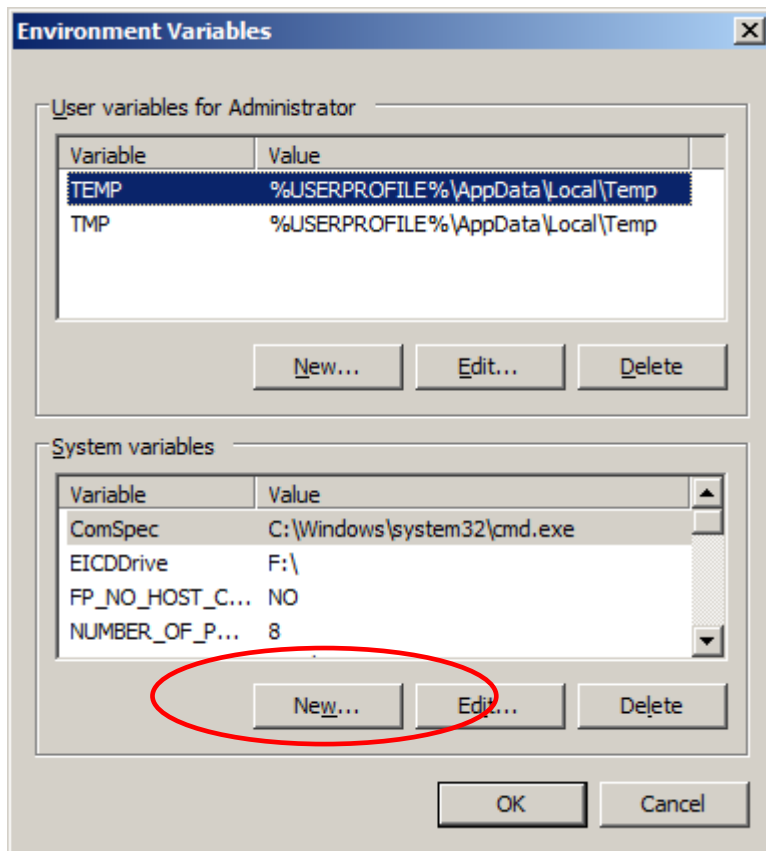 Environment Variables
User variables for Administrator
Variable Value
TEMP %USERPROFILE%\AppData\Local\Temp
TMP %USERPROFILE%\AppData\Local\Temp
New... Edit... Delete
System variables
Variable Value
ComSpec C:\Windows\system32\cmd.exe
EICDDrive F:\
FP_NO_HOST_C... NO
NUMBER_OF_P... 8
New... Edit... Delete
OK Cancel